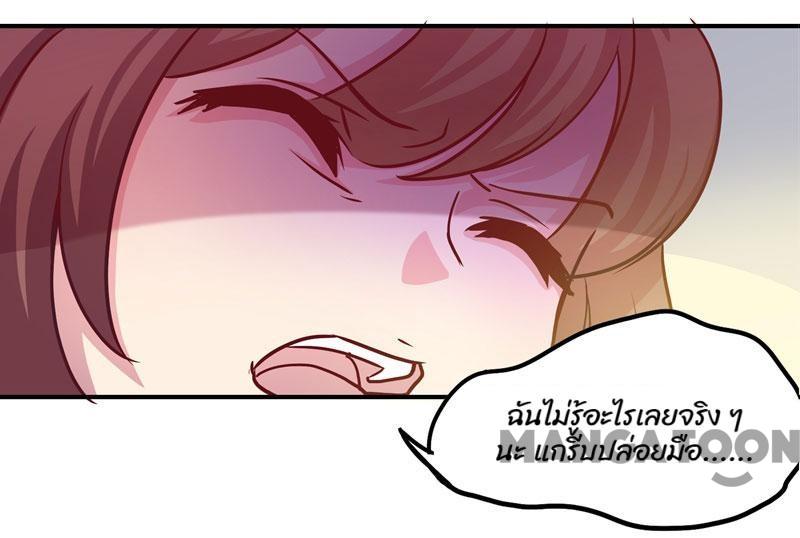 ฉันไม่รู้อะไรเลยจริง ๆ
นะ แกรีบปล่อยมือ......
MANGATOON